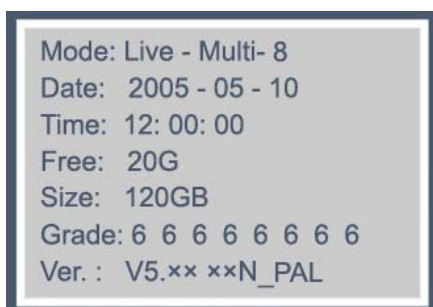 Mode: Live - Multi- 8
Date: 2005 - 05 - 10
Time: 12: 00: 00
Free: 20G
Size: 120GB
Grade: 6 6 6 6 6 6 6 6
Ver. : V5.×× ××N_PAL